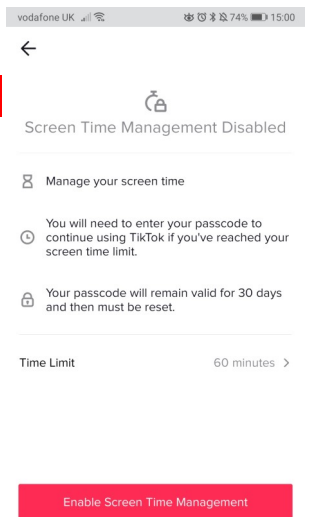 vodafone UK 74% 15:00
Screen Time Management Disabled
Manage your screen time
You will need to enter your passcode to
continue using TikTok if you've reached your
screen time limit.
Your passcode will remain valid for 30 days
and then must be reset.
Time Limit 60 minutes
Enable Screen Time Management